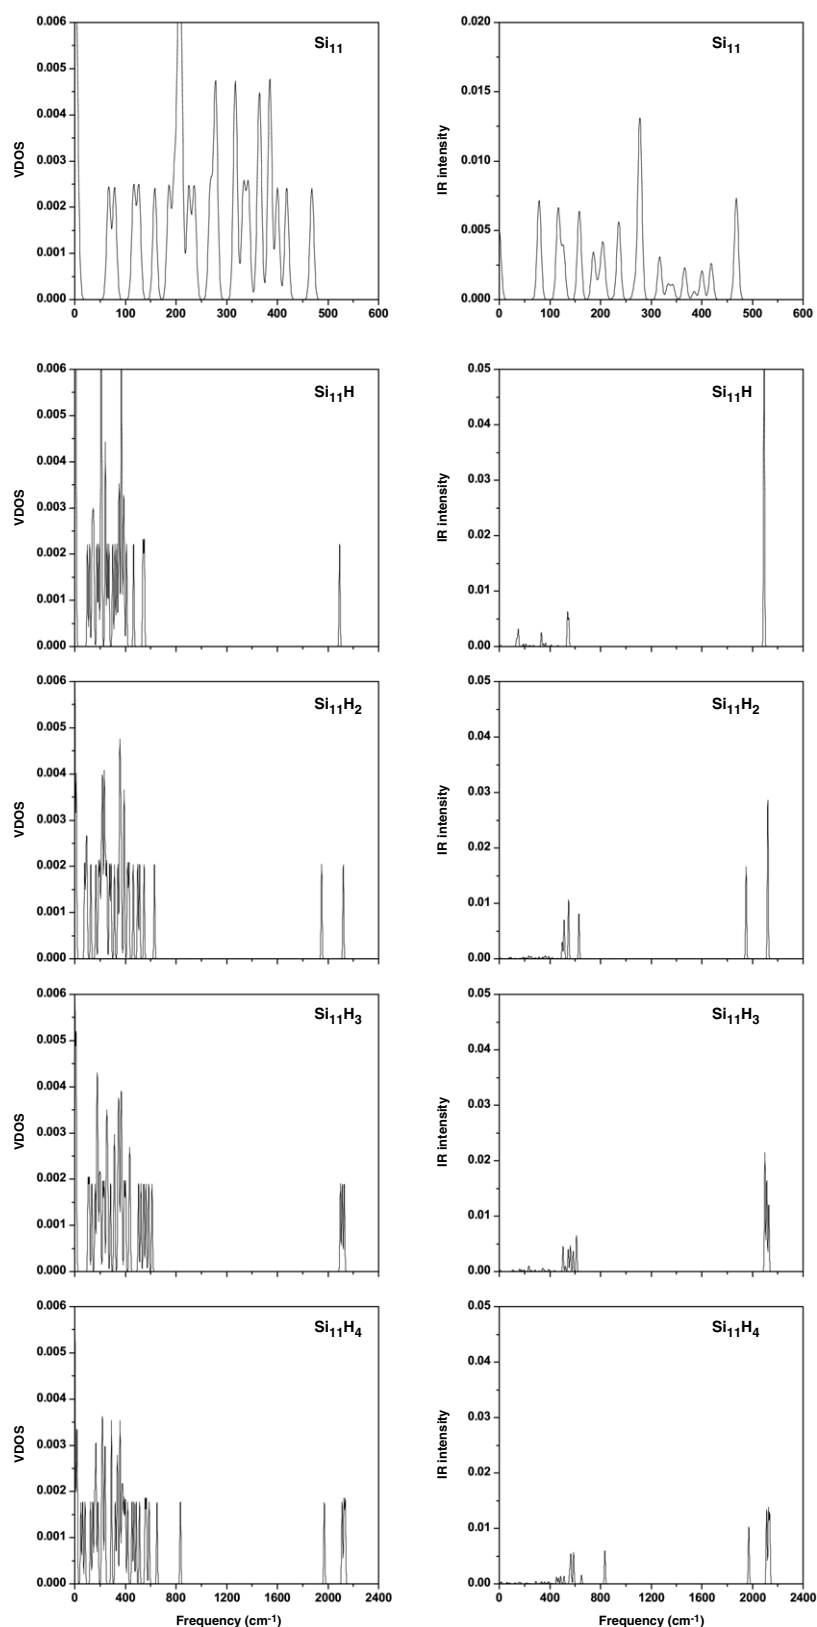 0.006
0.005
0.004
0.003
0.002
0.001
0.000
VDOS
Si11
0 100 200 300 400 500 600
0.020
0.015
0.010
0.005
0.000
IR intensity
Si11
0 100 200 300 400 500 600
0.006
0.005
0.004
0.003
0.002
0.001
0.000
VDOS
Si11H
0.05
0.04
0.03
0.02
0.01
0.00
IR intensity
Si11H
0.006
0.005
0.004
0.003
0.002
0.001
0.000
VDOS
Si11H2
0.05
0.04
0.03
0.02
0.01
0.00
IR intensity
Si11H2
0.006
0.005
0.004
0.003
0.002
0.001
0.000
VDOS
Si11H3
0.05
0.04
0.03
0.02
0.01
0.00
IR intensity
Si11H3
0.006
0.005
0.004
0.003
0.002
0.001
0.000
VDOS
Si11H4
0 400 800 1200 1600 2000 2400
Frequency (cm-1)
0.05
0.04
0.03
0.02
0.01
0.00
IR intensity
Si11H4
0 400 800 1200 1600 2000 2400
Frequency (cm-1)